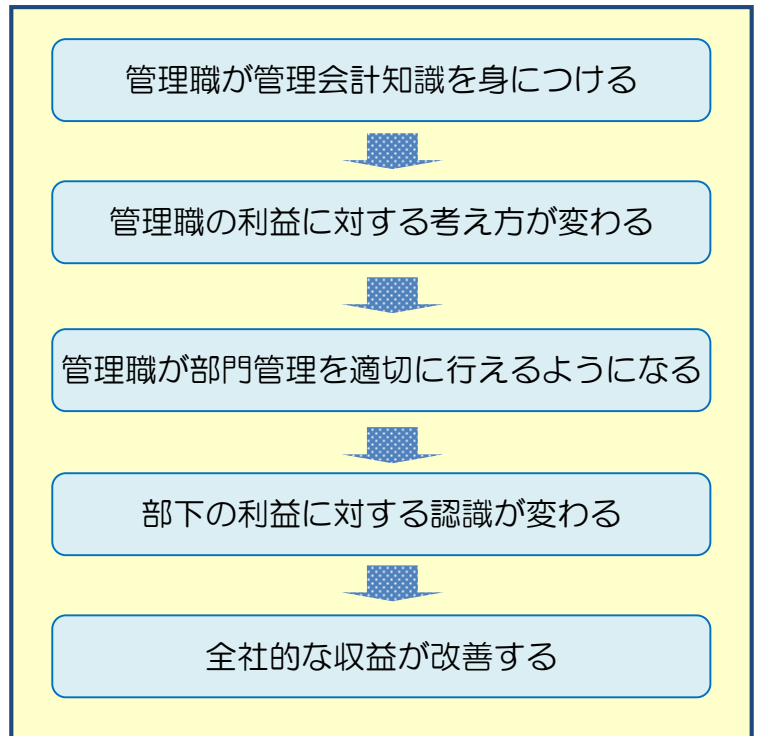 管理職が管理会計知識を身につける
管理職の利益に対する考え方が変わる
管理職が部門管理を適切に行えるようになる
部下の利益に対する認識が変わる
全社的な収益が改善する